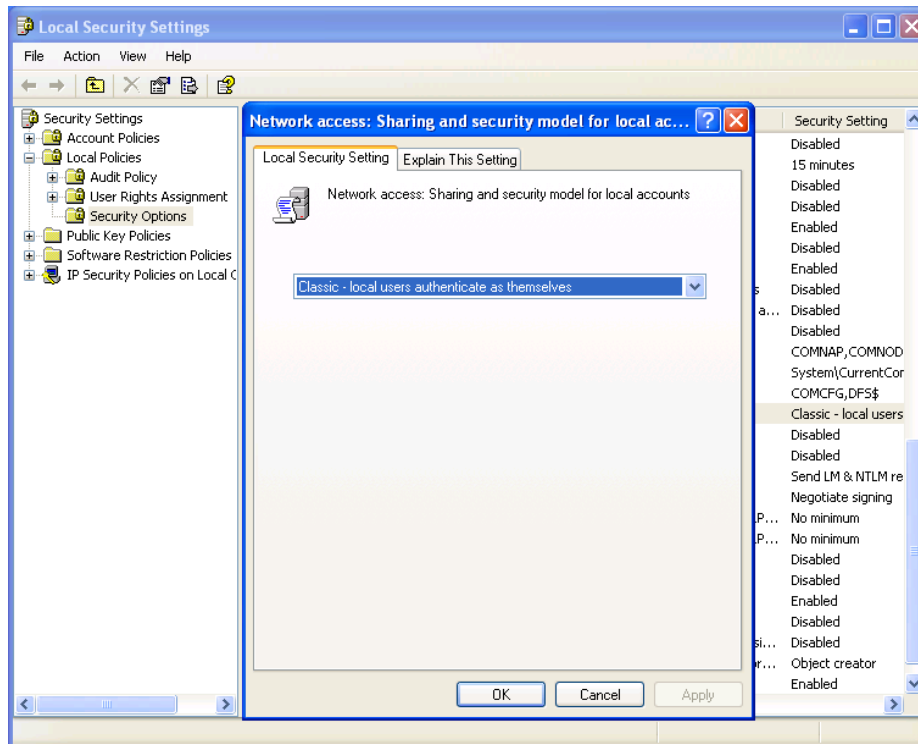 Local Security Settings
File Action View Help
Security Settings
Account Policies
Local Policies
Audit Policy
User Rights Assignment
Security Options
Public Key Policies
Software Restriction Policies
IP Security Policies on Local C
Network access: Sharing and security model for local ac...
Local Security Setting Explain This Setting
Network access: Sharing and security model for local accounts
Classic - local users authenticate as themselves
OK Cancel Apply
Security Setting
Disabled
15 minutes
Disabled
Disabled
Enabled
Disabled
Enabled
s Disabled
a... Disabled
Disabled
COMNAP,COMNOD
System\CurrentCor
COMCFG,DFS$
Classic - local users
Disabled
Disabled
Send LM & NTLM re
Negotiate signing
P... No minimum
P... No minimum
Disabled
Disabled
Enabled
Disabled
si... Disabled
r... Object creator
Enabled